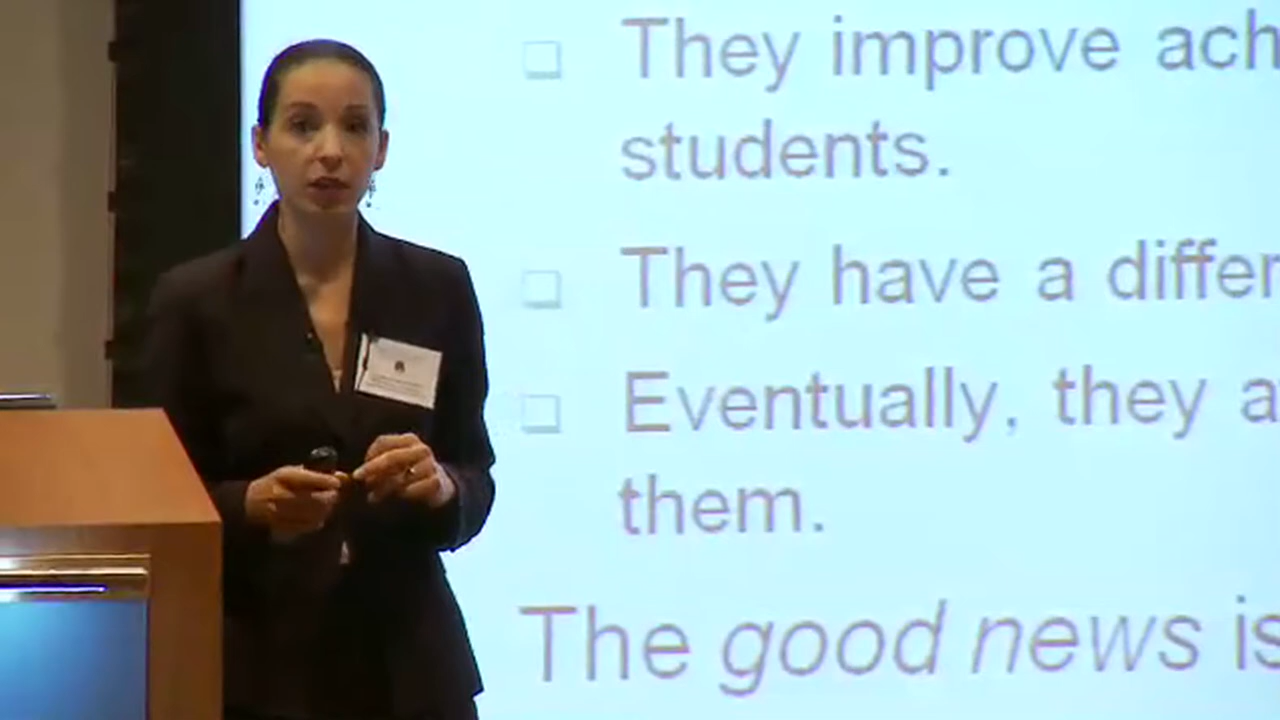 They improve ach
students.
They have a differ
Eventually, they a
them.
The good news is